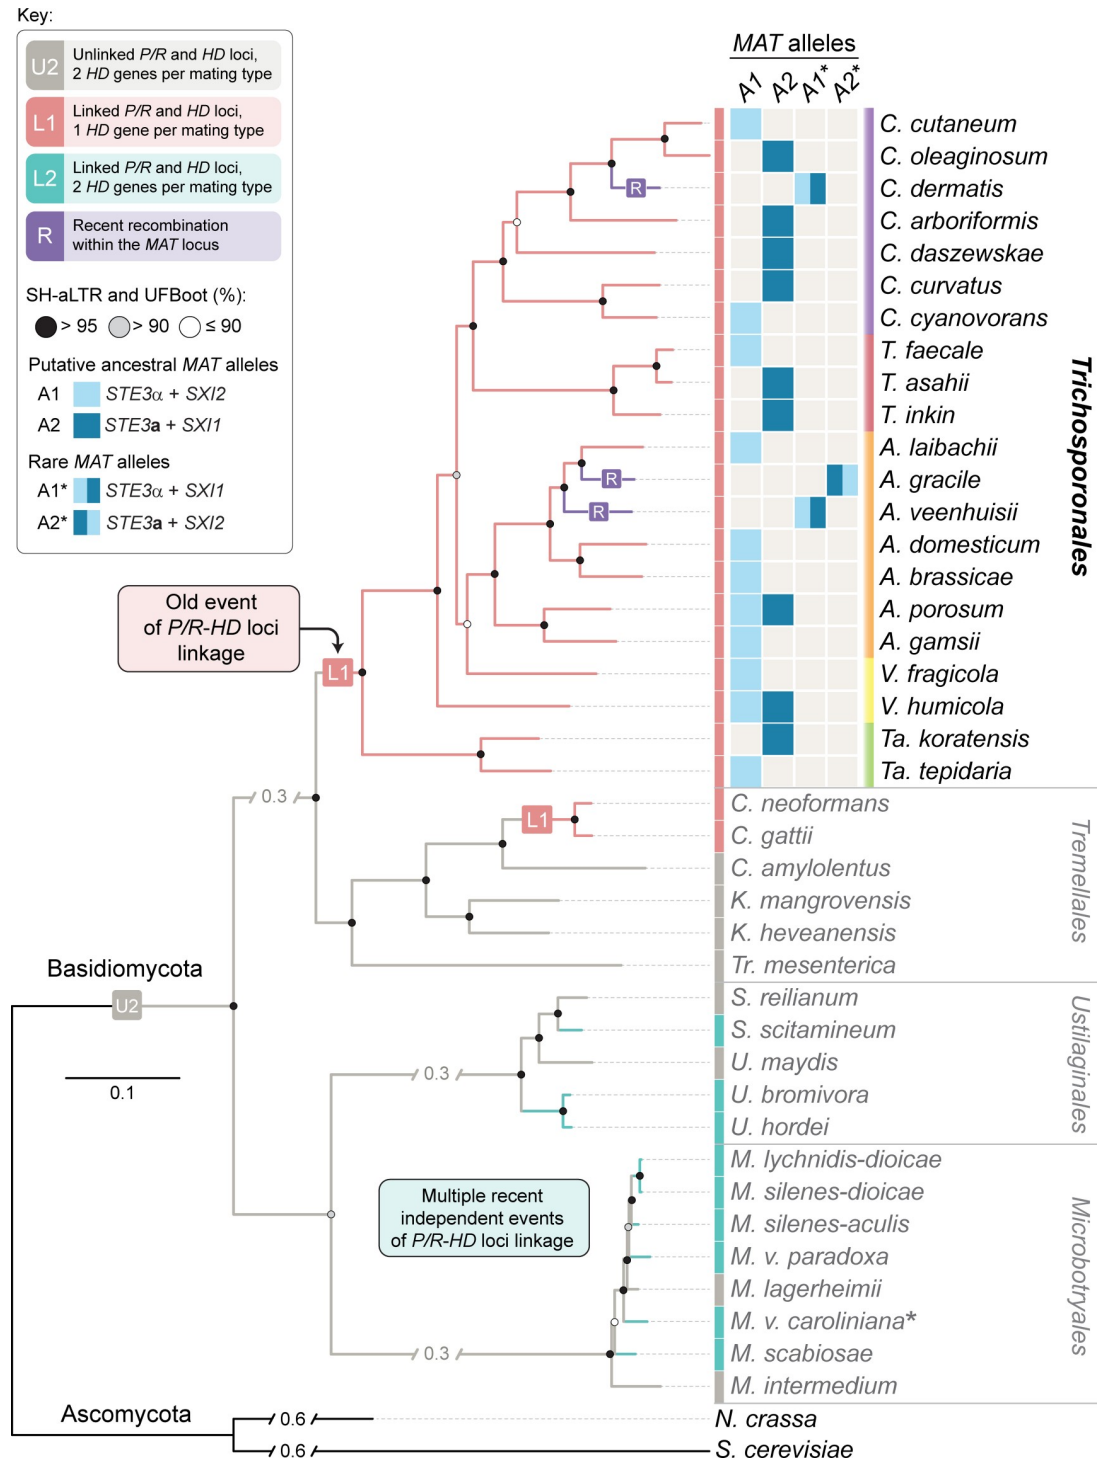 Key:
U2 Unlinked P/R and HD loci,
2 HD genes per mating type
L1 Linked P/R and HD loci,
1 HD gene per mating type
L2 Linked P/R and HD loci,
2 HD genes per mating type
R Recent recombination
within the MAT locus
SH-aLTR and UFBoot (%):
> 95 > 90 ≤ 90
Putative ancestral MAT alleles
A1 STE3α + SXI2
A2 STE3a + SXI1
Rare MAT alleles
A1* STE3α + SXI1
A2* STE3a + SXI2
MAT alleles
A1 A2 A1* A2*
C. cutaneum
C. oleaginosum
R C. dermatis
C. arboriformis
C. daszewskae
C. curvatus
C. cyanovorans
T. faecale
T. asahii
T. inkin
A. laibachii
R A. gracile
R A. veenhuisii
A. domesticum
A. brassicae
A. porosum
A. gamsii
V. fragicola
V. humicola
Ta. koratensis
Ta. tepidaria
Trichosporonales
Old event
of P/R-HD loci
linkage
L1
0.3
C. neoformans
L1
C. gattii
C. amylolentus
K. mangrovensis
K. heveanensis
Tr. mesenterica
Tremellales
Basidiomycota
U2
0.1
S. reilianum
S. scitamineum
U. maydis
0.3
U. bromivora
U. hordei
Ustilaginales
Multiple recent
independent events
of P/R-HD loci linkage
M. lychnidis-dioicae
M. silenes-dioicae
M. silenes-aculis
M. v. paradoxa
M. lagerheimii
M. v. caroliniana*
0.3
M. scabiosae
M. intermedium
Microbotryales
Ascomycota
0.6 N. crassa
0.6 S. cerevisiae